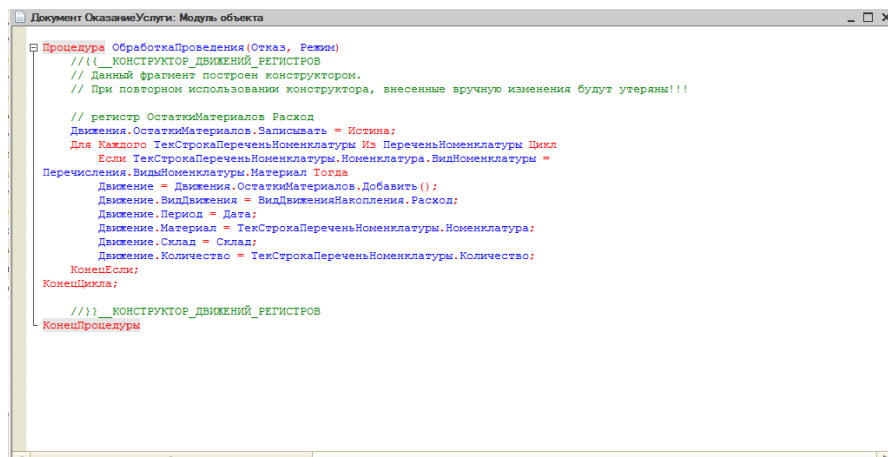 Документ ОказаниеУслуги: Модуль объекта
Процедура ОбработкаПроведения(Отказ, Режим)
//{{__КОНСТРУКТОР_ДВИЖЕНИЙ_РЕГИСТРОВ
// Данный фрагмент построен конструктором.
// При повторном использовании конструктора, внесенные вручную изменения будут утеряны!!!
// регистр ОстаткиМатериалов Расход
Движения.ОстаткиМатериалов.Записывать = Истина;
Для Каждого ТекСтрокаПереченьНоменклатуры Из ПереченьНоменклатуры Цикл
Если ТекСтрокаПереченьНоменклатуры.Номенклатура.ВидНоменклатуры =
Перечисления.ВидыНоменклатуры.Материал Тогда
Движение = Движения.ОстаткиМатериалов.Добавить();
Движение.ВидДвижения = ВидДвиженияНакопления.Расход;
Движение.Период = Дата;
Движение.Материал = ТекСтрокаПереченьНоменклатуры.Номенклатура;
Движение.Склад = Склад;
Движение.Количество = ТекСтрокаПереченьНоменклатуры.Количество;
КонецЕсли;
КонецЦикла;
//}}__КОНСТРУКТОР_ДВИЖЕНИЙ_РЕГИСТРОВ
КонецПроцедуры